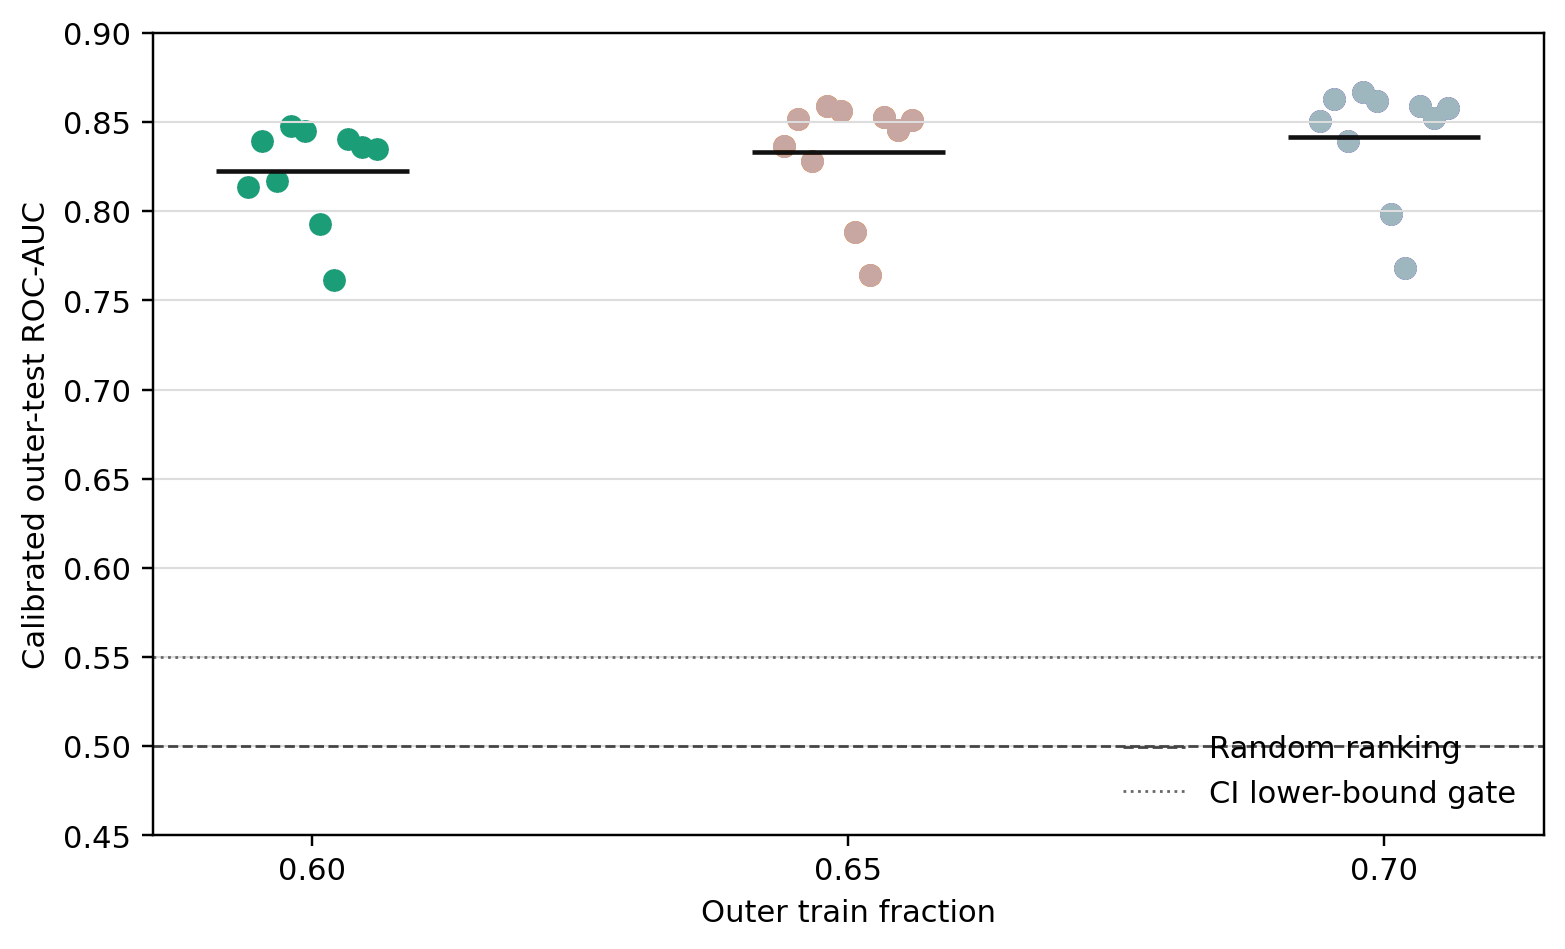 0.90
0.85
0.80
0.75
0.70
0.65
0.60
0.55
0.50
0.45
Calibrated outer-test ROC-AUC
Random ranking
CI lower-bound gate
0.60 0.65 0.70
Outer train fraction